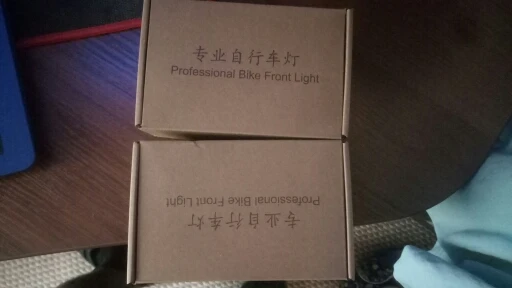 专业自行车灯
Professional Bike Front Light
Professional Bike Front Light
专业自行车灯